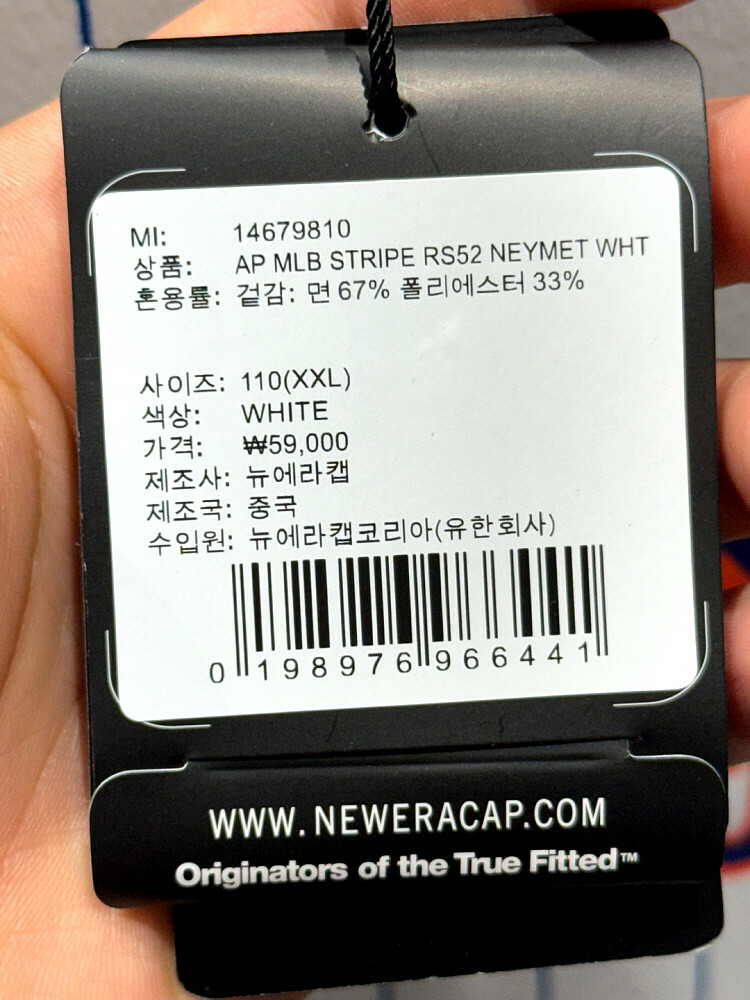 MI: 14679810
상품: AP MLB STRIPE RS52 NEYMET WHT
혼용률: 겉감: 면 67% 폴리에스터 33%
사이즈: 110(XXL)
색상: WHITE
가격: ₩59,000
제조사: 뉴에라캡
제조국: 중국
수입원: 뉴에라캡코리아(유한회사)
0 198976 966441
WWW.NEWERACAP.COM
Originators of the True Fitted™